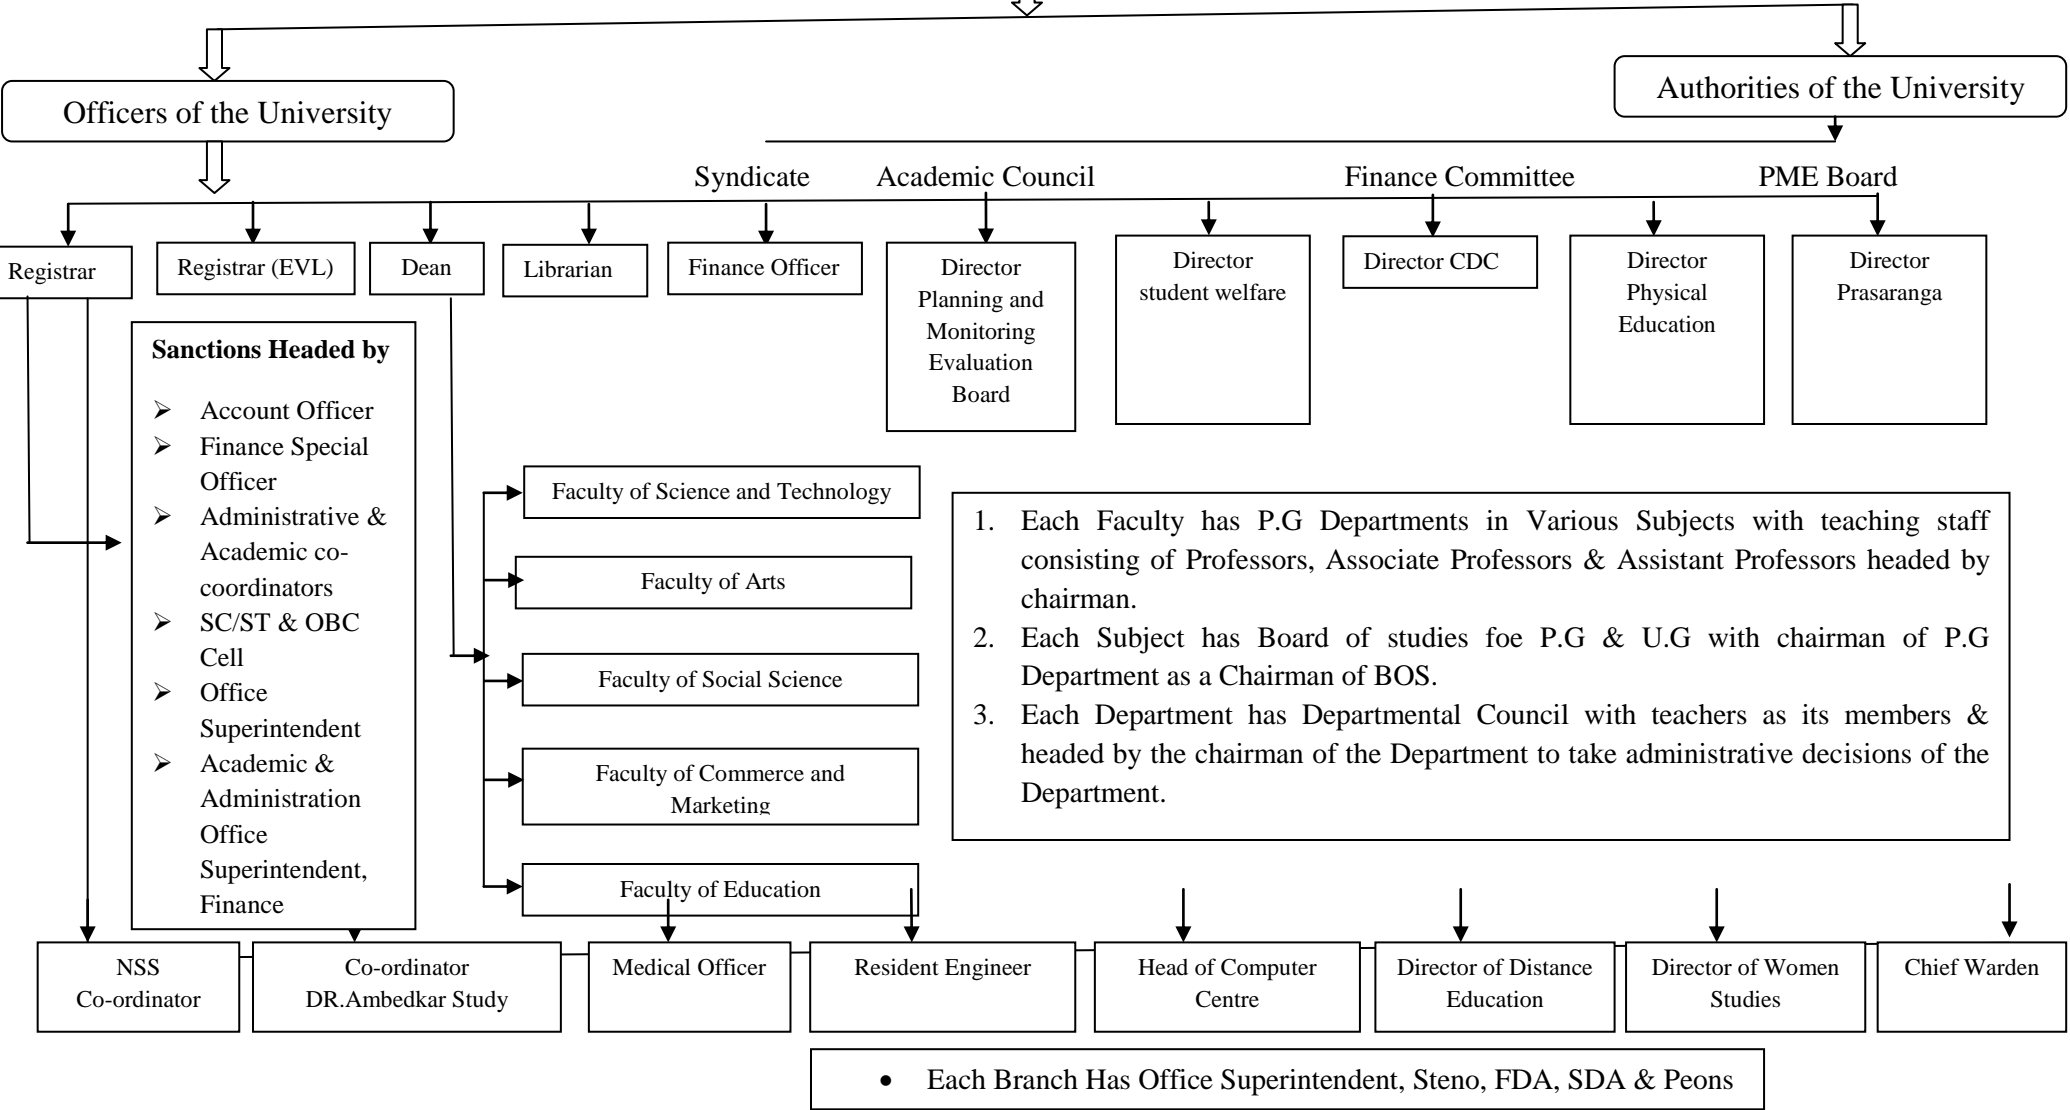 Officers of the University
Authorities of the University
Syndicate
Academic Council
Finance Committee
PME Board
Registrar
Registrar (EVL)
Dean
Librarian
Finance Officer
Director
Planning and
Monitoring
Evaluation
Board
Director
student welfare
Director CDC
Director
Physical
Education
Director
Prasaranga
Sanctions Headed by
➢ Account Officer
➢ Finance Special
Officer
➢ Administrative &
Academic co-
coordinators
➢ SC/ST & OBC
Cell
➢ Office
Superintendent
➢ Academic &
Administration
Office
Superintendent,
Finance
Faculty of Science and Technology
Faculty of Arts
Faculty of Social Science
Faculty of Commerce and
Marketing
Faculty of Education
1. Each Faculty has P.G Departments in Various Subjects with teaching staff
consisting of Professors, Associate Professors & Assistant Professors headed by
chairman.
2. Each Subject has Board of studies foe P.G & U.G with chairman of P.G
Department as a Chairman of BOS.
3. Each Department has Departmental Council with teachers as its members &
headed by the chairman of the Department to take administrative decisions of the
Department.
NSS
Co-ordinator
Co-ordinator
DR.Ambedkar Study
Medical Officer
Resident Engineer
Head of Computer
Centre
Director of Distance
Education
Director of Women
Studies
Chief Warden
• Each Branch Has Office Superintendent, Steno, FDA, SDA & Peons